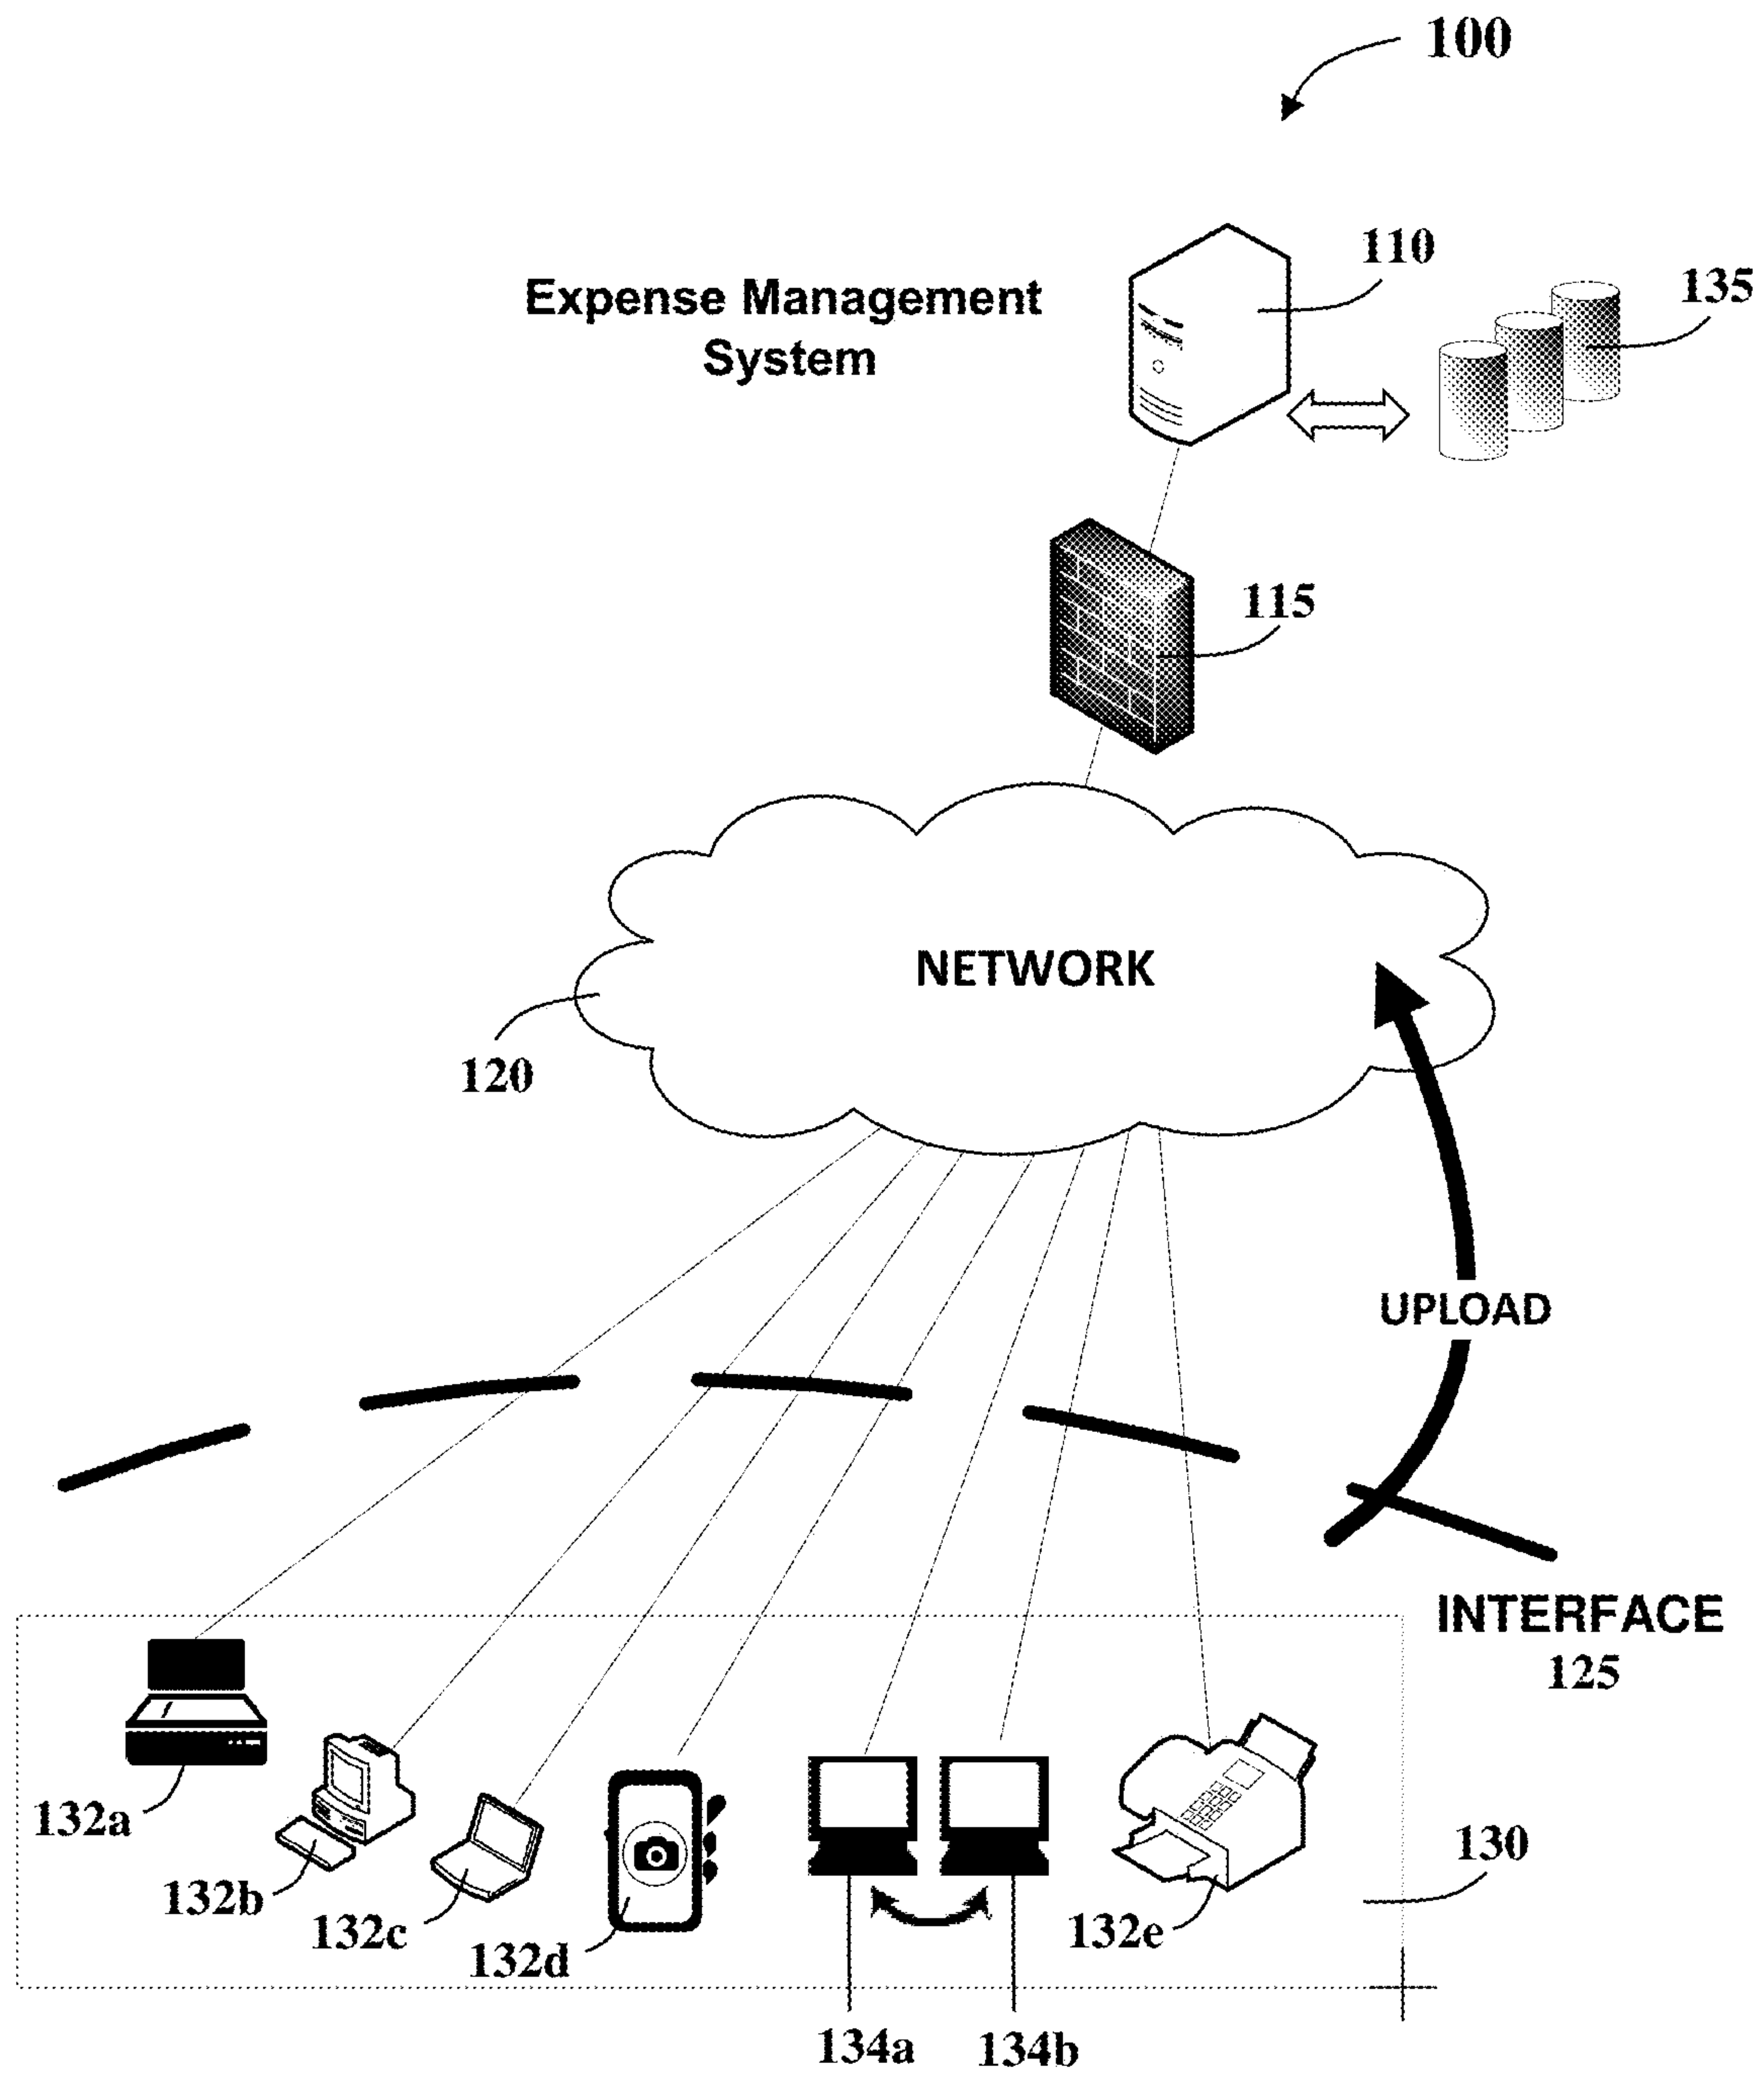 100
110
135
Expense Management
System
115
NETWORK
120
UPLOAD
INTERFACE
125
132a
132b
132c
132d
132e
130
134a
134b